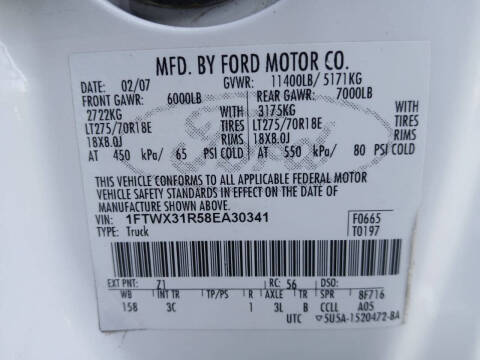 MFD. BY FORD MOTOR CO.
DATE: 02/07 GVWR: 11400LB/ 5171KG
FRONT GAWR: 6000LB REAR GAWR: 7000LB
2722KG WITH 3175KG WITH
LT275/70R18E TIRES LT275/70R18E TIRES
18X8.0J RIMS 18X8.0J RIMS
AT 450 kPa/ 65 PSI COLD AT 550 kPa/ 80 PSI COLD
THIS VEHICLE CONFORMS TO ALL APPLICABLE FEDERAL MOTOR
VEHICLE SAFETY STANDARDS IN EFFECT ON THE DATE OF
MANUFACTURE SHOWN ABOVE.
VIN: 1FTWX31R58EA30341 F0665
TYPE: Truck T0197
EXT PNT: Z1 RC: 56 DSO:
WB INT TR TP/PS R AXLE TR SPR 8F716
158 3C 1 3L B CCLL A05
UTC 5U5A-1520472-BA
Ford